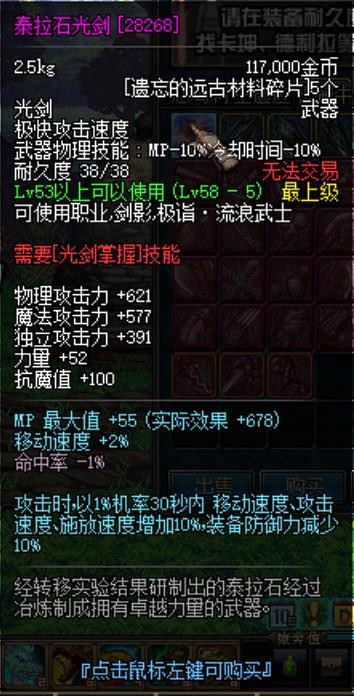 请在装备耐久
找卡坤、德利拉等
泰拉石光剑 [28268]
2.5kg 117,000金币
[遗忘的远古材料碎片]5个
光剑 武器
极快攻击速度
武器物理技能 : MP-10%冷却时间-10%
耐久度 38/38 无法交易
Lv53以上可以使用 (Lv58 - 5) 最上级
可使用职业,剑影,极诣·流浪武士
需要[光剑掌握]技能
物理攻击力 +621
魔法攻击力 +577
独立攻击力 +391
力量 +52
抗魔值 +100
MP 最大值 +55 (实际效果 +678)
移动速度 +2%
命中率 -1%
攻击时,以1%机率30秒内 移动速度、攻击
速度、施放速度增加10%,装备防御力减少
10%
出售 购买
经转移实验结果研制出的泰拉石经过
冶炼制成拥有卓越力量的武器。
疲劳值
『点击鼠标左键可购买』